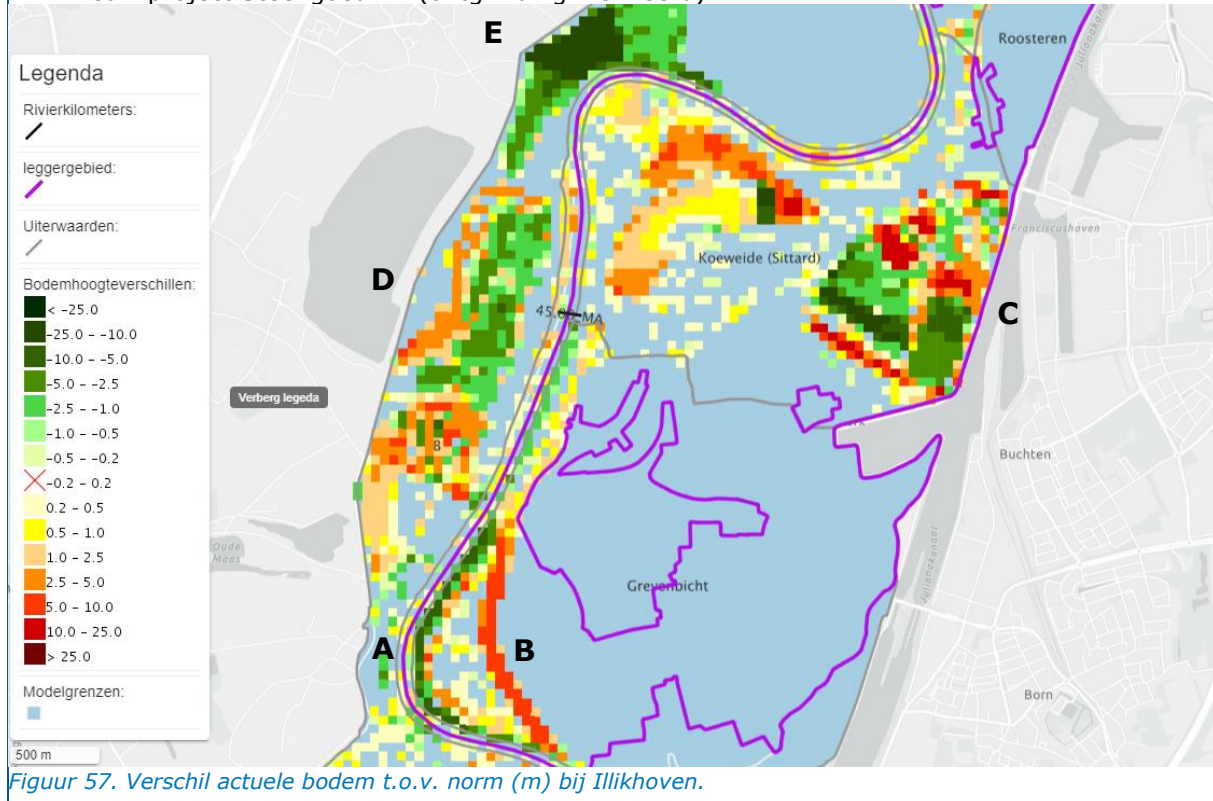 E
Roosteren
Julianakanaal
Legenda
Rivierkilometers:
leggergebied:
Uiterwaarden:
Bodemhoogteverschillen:
< -25.0
-25.0 - -10.0
-10.0 - -5.0
-5.0 - -2.5
-2.5 - -1.0
-1.0 - -0.5
-0.5 - -0.2
-0.2 - 0.2
0.2 - 0.5
0.5 - 1.0
1.0 - 2.5
2.5 - 5.0
5.0 - 10.0
10.0 - 25.0
> 25.0
Modelgrenzen:
500 m
Franciscushaven
Koeweide (Sittard)
D
C
45.00_MA
Verberg legeda
B
Buchten
Oude
Maas
Grevenbicht
Julianakanaal
A
B
Born
Figuur 57. Verschil actuele bodem t.o.v. norm (m) bij Illikhoven.